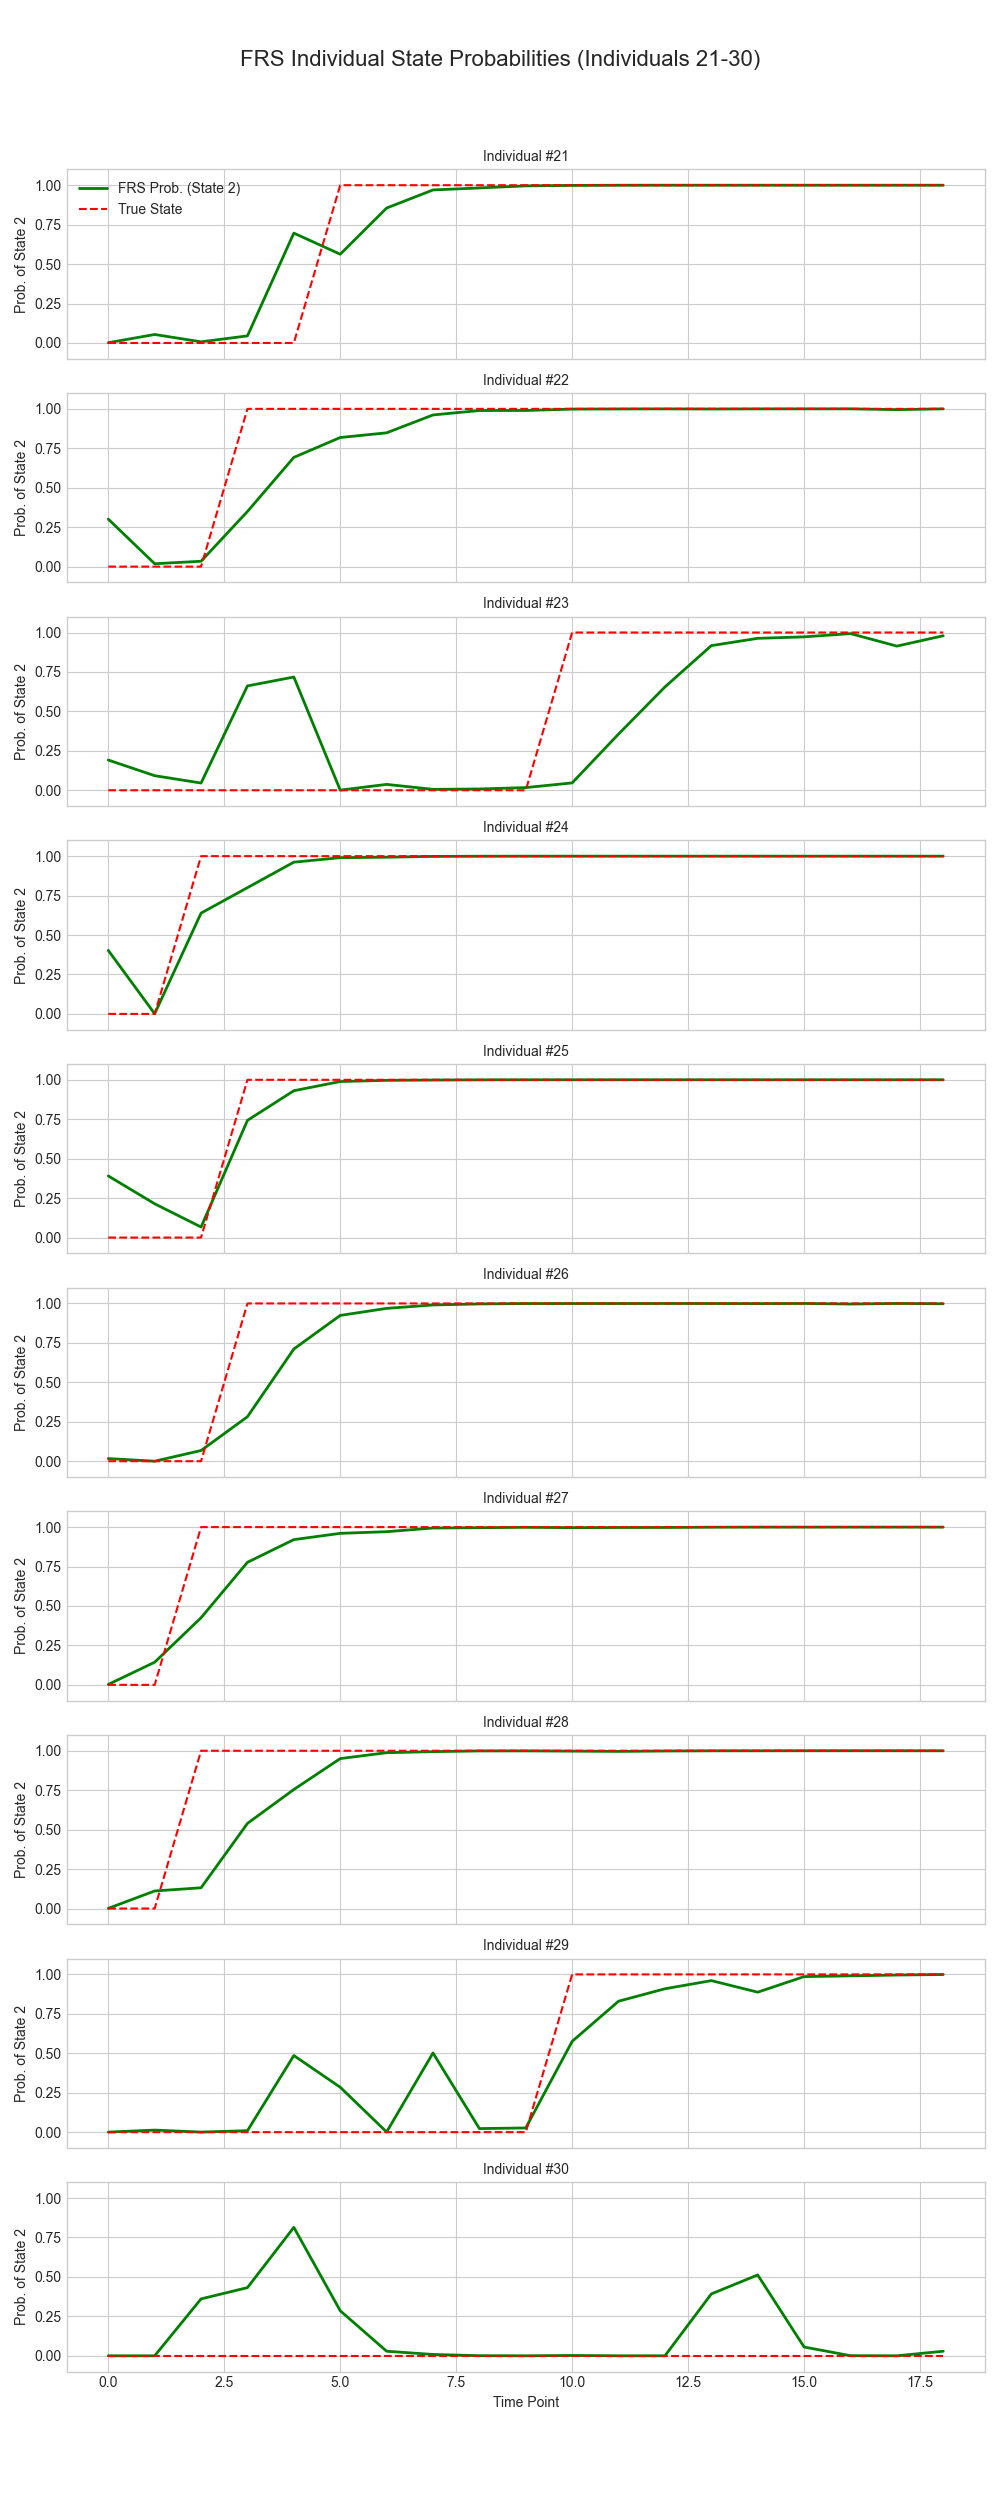 FRS Individual State Probabilities (Individuals 21-30)
Individual #21
FRS Prob. (State 2)
True State
1.00
0.75
0.50
0.25
0.00
Prob. of State 2
Individual #22
1.00
0.75
0.50
0.25
0.00
Prob. of State 2
Individual #23
1.00
0.75
0.50
0.25
0.00
Prob. of State 2
Individual #24
1.00
0.75
0.50
0.25
0.00
Prob. of State 2
Individual #25
1.00
0.75
0.50
0.25
0.00
Prob. of State 2
Individual #26
1.00
0.75
0.50
0.25
0.00
Prob. of State 2
Individual #27
1.00
0.75
0.50
0.25
0.00
Prob. of State 2
Individual #28
1.00
0.75
0.50
0.25
0.00
Prob. of State 2
Individual #29
1.00
0.75
0.50
0.25
0.00
Prob. of State 2
Individual #30
1.00
0.75
0.50
0.25
0.00
Prob. of State 2
0.0 2.5 5.0 7.5 10.0 12.5 15.0 17.5
Time Point